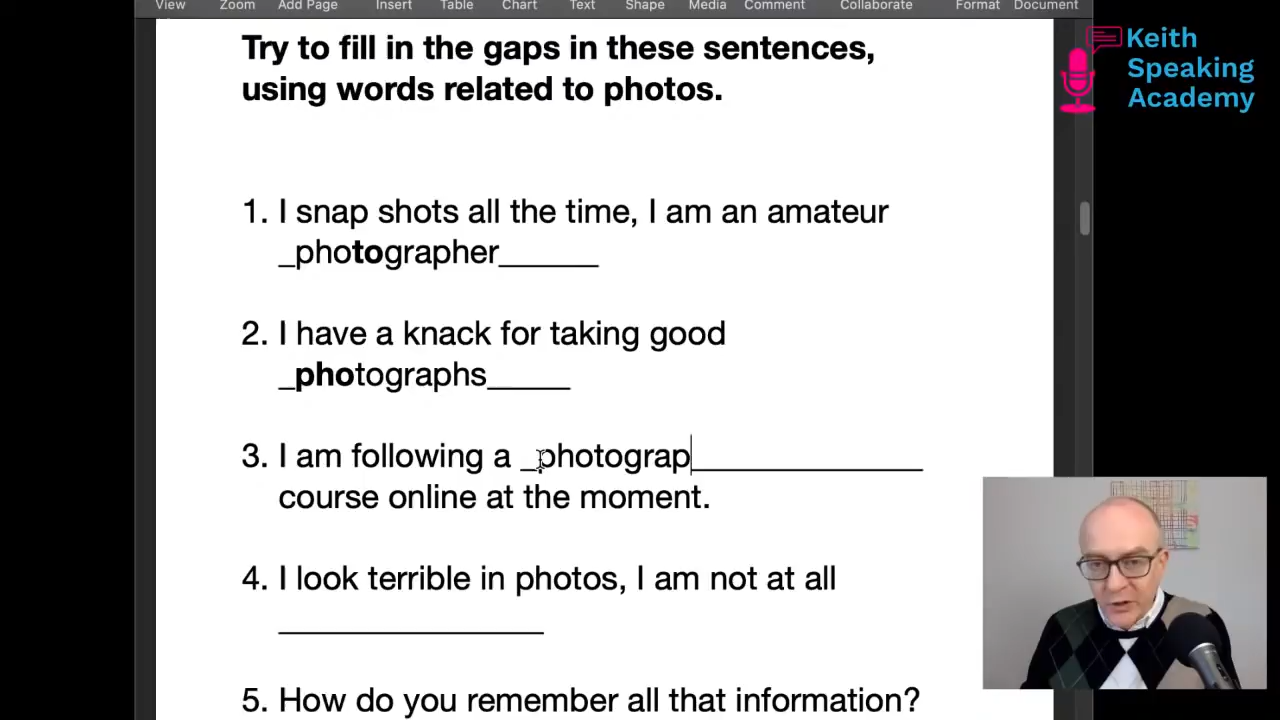 View Zoom Add Page Insert Table Chart Text Shape Media Comment Collaborate Format Document
Keith
Speaking
Academy
Try to fill in the gaps in these sentences,
using words related to photos.
1. I snap shots all the time, I am an amateur
_photographer______
2. I have a knack for taking good
_photographs_____
3. I am following a _photograp______________
course online at the moment.
4. I look terrible in photos, I am not at all
________________
5. How do you remember all that information?